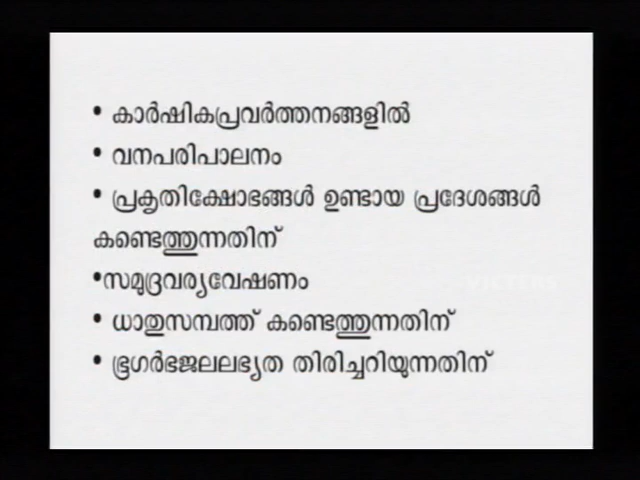 • കാർഷികപ്രവർത്തനങ്ങളിൽ
• വനപരിപാലനം
• പ്രകൃതിക്ഷോഭങ്ങൾ ഉണ്ടായ പ്രദേശങ്ങൾ
കണ്ടെത്തുന്നതിന്
•സമുദ്രവര്യവേഷണം
VICTERS
• ധാതുസമ്പത്ത് കണ്ടെത്തുന്നതിന്
• ഭൂഗർഭജലലഭ്യത തിരിച്ചറിയുന്നതിന്